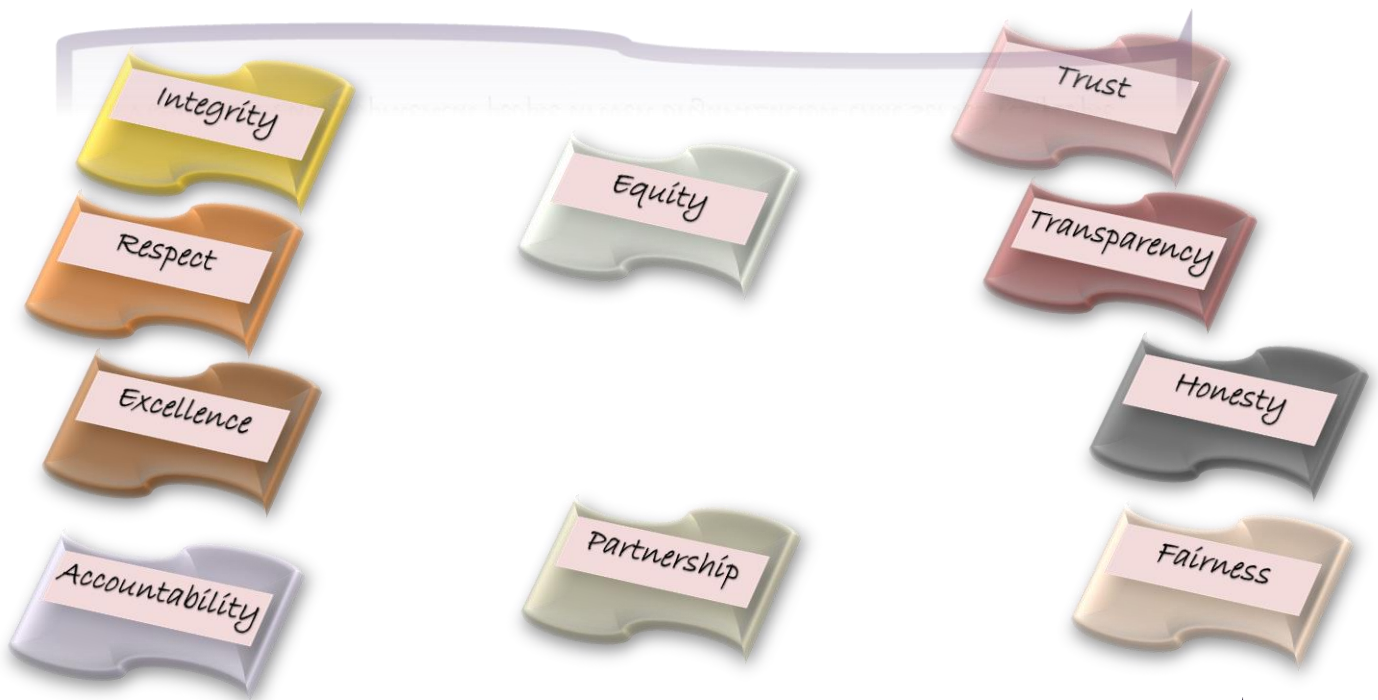 Integrity
Trust
Equity
Respect
Transparency
Excellence
Honesty
Accountability
Partnership
Fairness